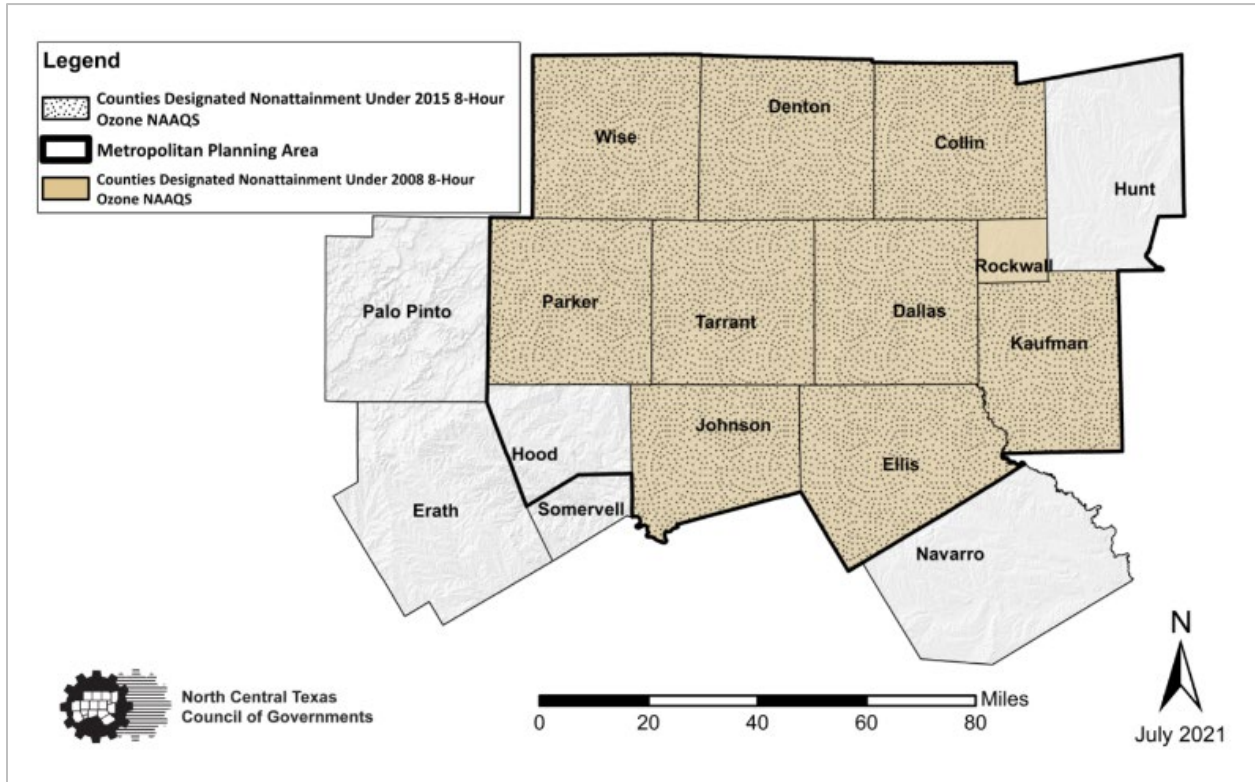 Legend
Counties Designated Nonattainment Under 2015 8-Hour
Ozone NAAQS
Metropolitan Planning Area
Counties Designated Nonattainment Under 2008 8-Hour
Ozone NAAQS
Denton
Wise
Collin
Hunt
Rockwall
Parker
Palo Pinto
Tarrant
Dallas
Kaufman
Johnson
Hood
Ellis
Erath
Somervell
Navarro
North Central Texas
Council of Governments
Miles
0 20 40 60 80
N
July 2021